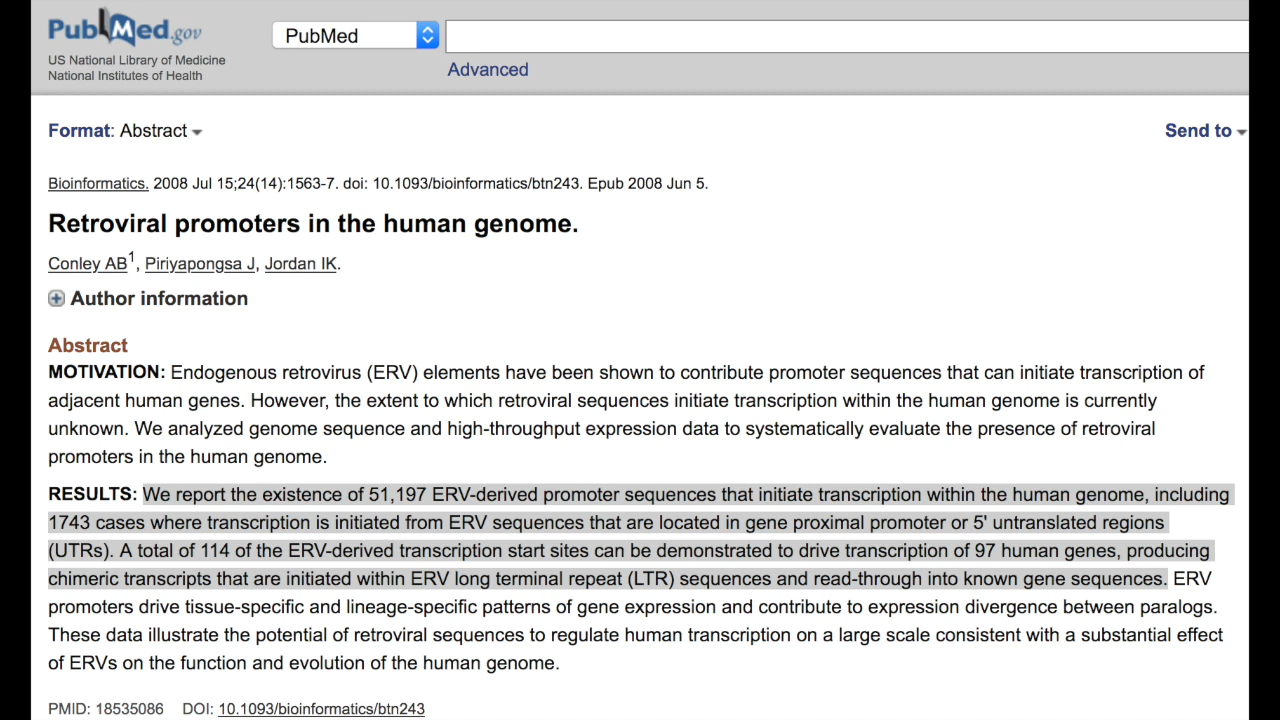 PubMed.gov
US National Library of Medicine
National Institutes of Health
PubMed
Advanced
Format: Abstract
Send to
Bioinformatics. 2008 Jul 15;24(14):1563-7. doi: 10.1093/bioinformatics/btn243. Epub 2008 Jun 5.
Retroviral promoters in the human genome.
Conley AB1, Piriyapongsa J, Jordan IK.
Author information
Abstract
MOTIVATION: Endogenous retrovirus (ERV) elements have been shown to contribute promoter sequences that can initiate transcription of
adjacent human genes. However, the extent to which retroviral sequences initiate transcription within the human genome is currently
unknown. We analyzed genome sequence and high-throughput expression data to systematically evaluate the presence of retroviral
promoters in the human genome.
RESULTS: We report the existence of 51,197 ERV-derived promoter sequences that initiate transcription within the human genome, including
1743 cases where transcription is initiated from ERV sequences that are located in gene proximal promoter or 5' untranslated regions
(UTRs). A total of 114 of the ERV-derived transcription start sites can be demonstrated to drive transcription of 97 human genes, producing
chimeric transcripts that are initiated within ERV long terminal repeat (LTR) sequences and read-through into known gene sequences. ERV
promoters drive tissue-specific and lineage-specific patterns of gene expression and contribute to expression divergence between paralogs.
These data illustrate the potential of retroviral sequences to regulate human transcription on a large scale consistent with a substantial effect
of ERVs on the function and evolution of the human genome.
PMID: 18535086 DOI: 10.1093/bioinformatics/btn243